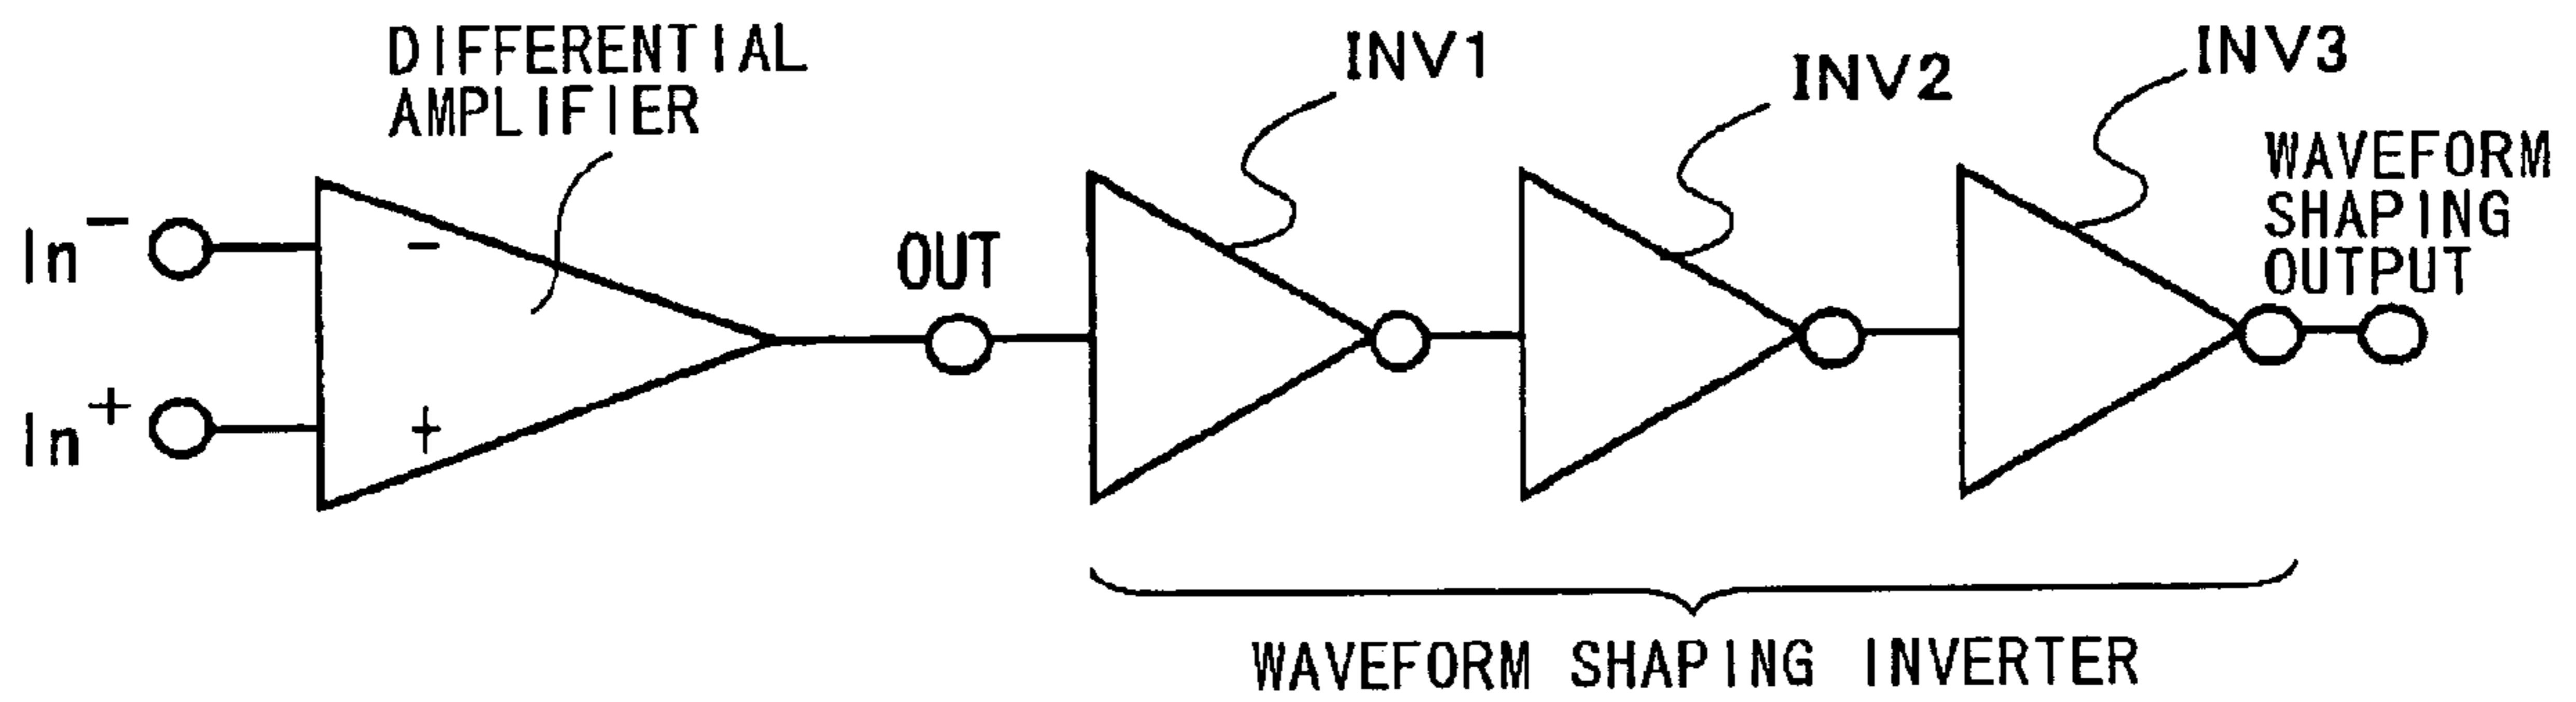 DIFFERENTIAL
AMPLIFIER
INV1
INV2
INV3
WAVEFORM
SHAPING
OUTPUT
In⁻
−
OUT
In⁺
+
WAVEFORM SHAPING INVERTER